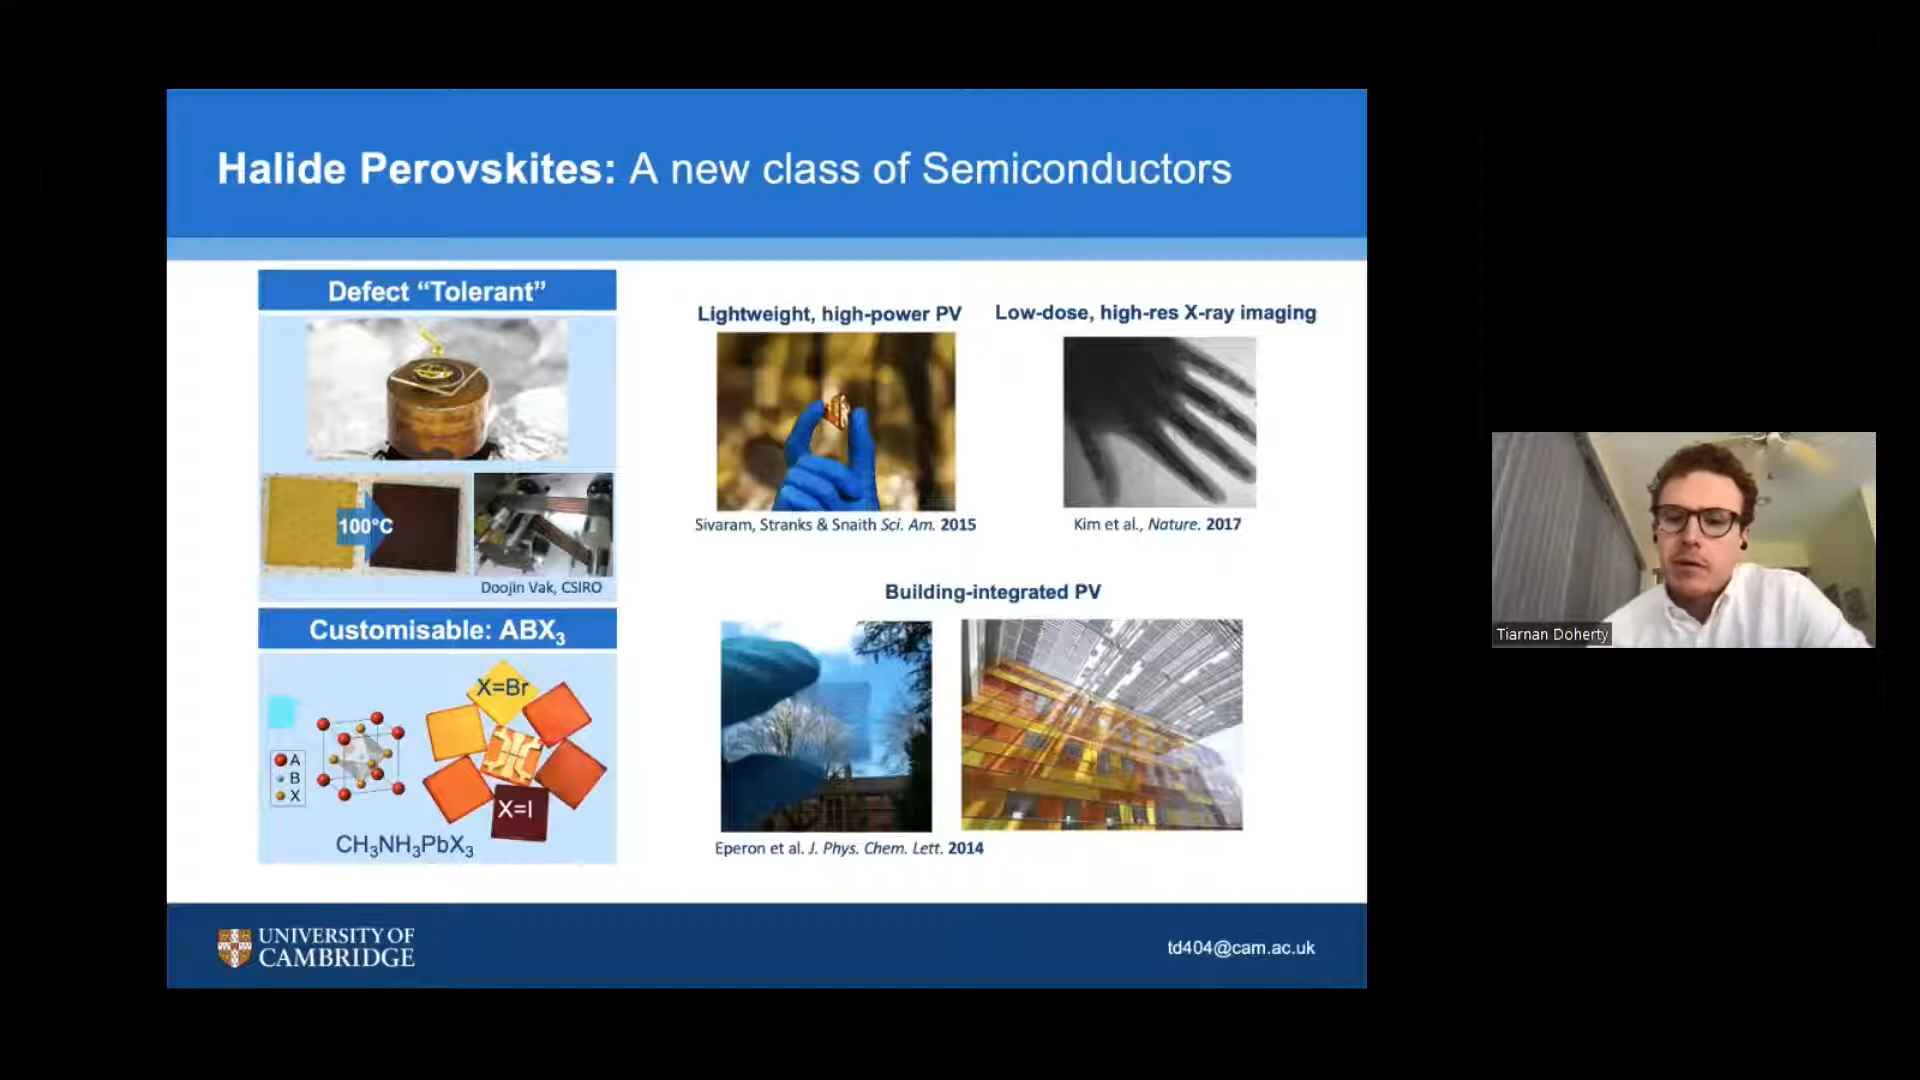 Halide Perovskites: A new class of Semiconductors
Defect “Tolerant”
100°C
Doojin Vak, CSIRO
Customisable: ABX₃
X=Br
A
B
X
X=I
CH₃NH₃PbX₃
Lightweight, high-power PV
Sivaram, Stranks & Snaith Sci. Am. 2015
Low-dose, high-res X-ray imaging
Kim et al., Nature. 2017
Building-integrated PV
Eperon et al. J. Phys. Chem. Lett. 2014
UNIVERSITY OF
CAMBRIDGE
td404@cam.ac.uk
Tiarnan Doherty